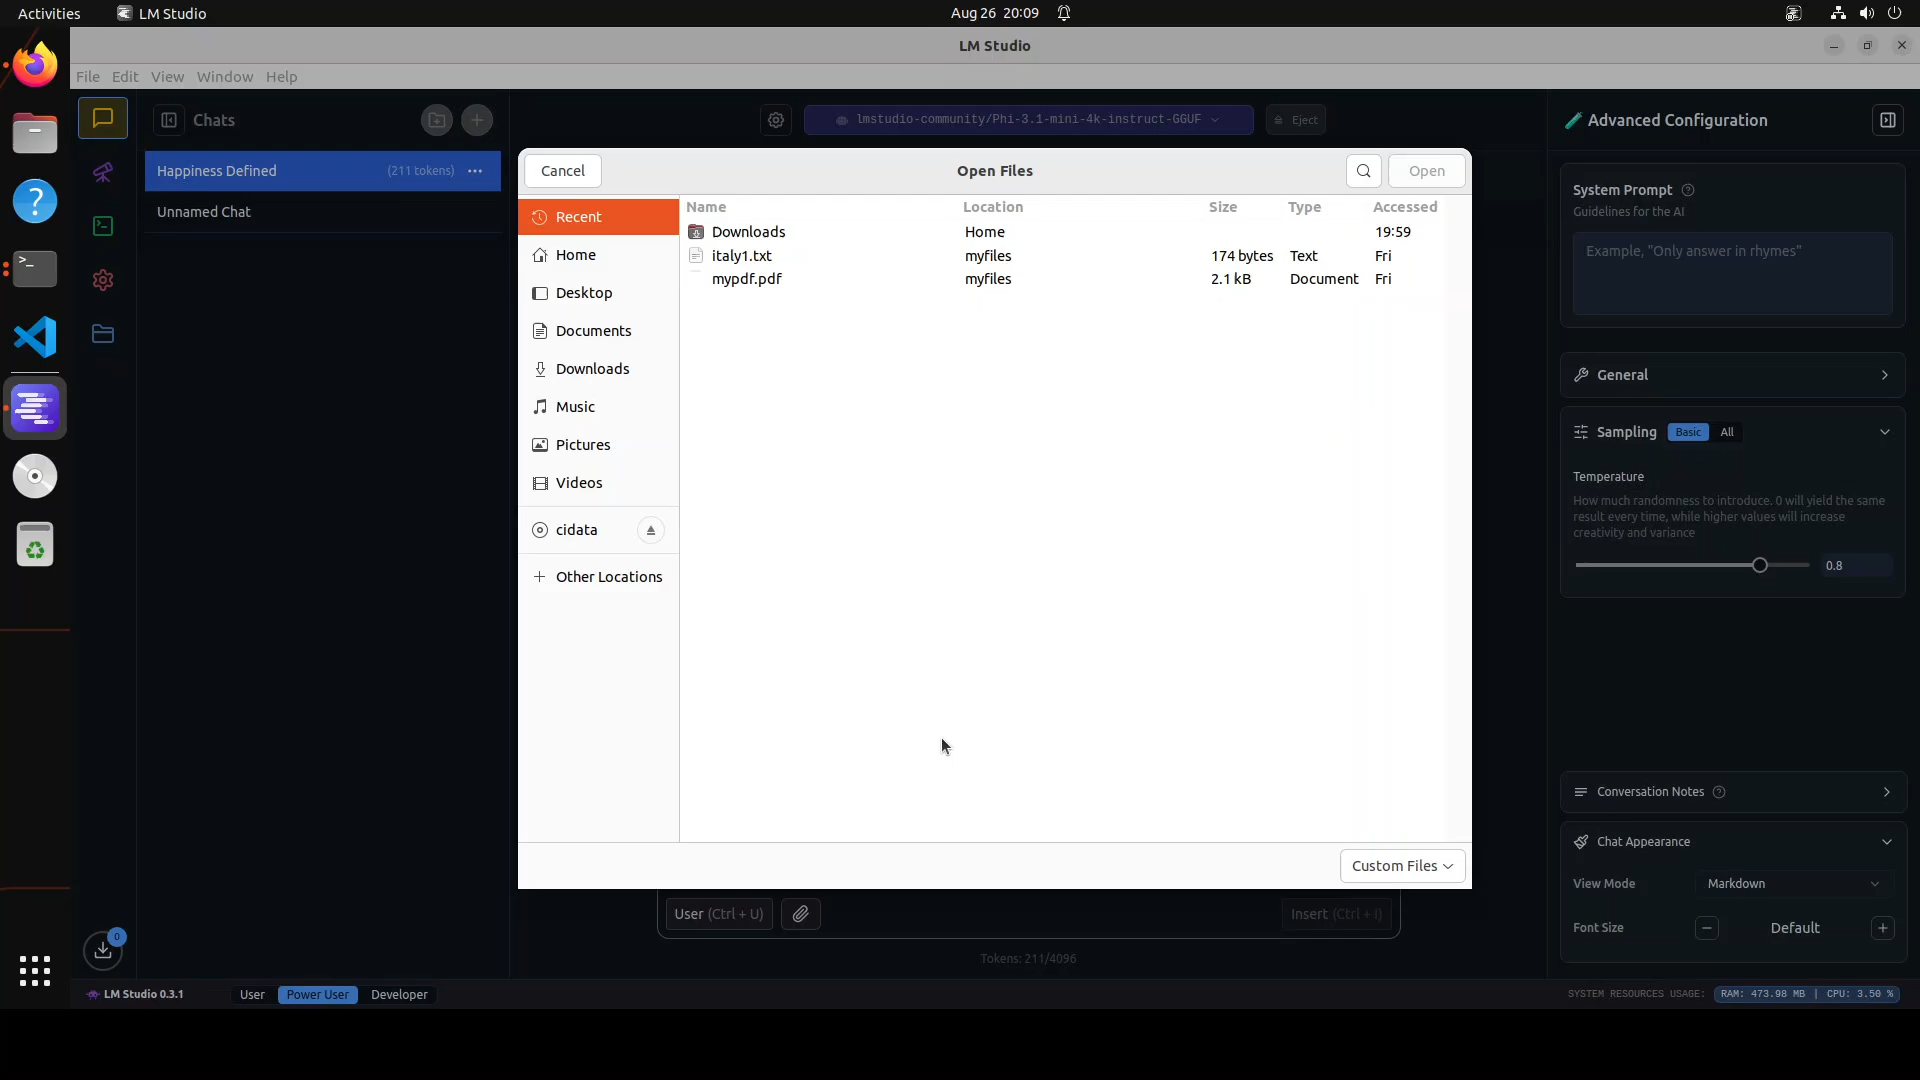 Activities LM Studio Aug 26 20:09
LM Studio
File Edit View Window Help
Chats
lmstudio-community/Phi-3.1-mini-4k-instruct-GGUF Eject
Advanced Configuration
Happiness Defined (211 tokens)
Unnamed Chat
Cancel Open Files Open
Recent
Home
Desktop
Documents
Downloads
Music
Pictures
Videos
cidata
Other Locations
Name Location Size Type Accessed
Downloads Home 19:59
italy1.txt myfiles 174 bytes Text Fri
mypdf.pdf myfiles 2.1 kB Document Fri
Custom Files
User (Ctrl + U) Insert (Ctrl + I)
Tokens: 211/4096
System Prompt
Guidelines for the AI
Example, "Only answer in rhymes"
General
Sampling Basic All
Temperature
How much randomness to introduce. 0 will yield the same
result every time, while higher values will increase
creativity and variance
0.8
Conversation Notes
Chat Appearance
View Mode Markdown
Font Size Default
0
LM Studio 0.3.1 User Power User Developer
SYSTEM RESOURCES USAGE: RAM: 473.98 MB | CPU: 3.50 %